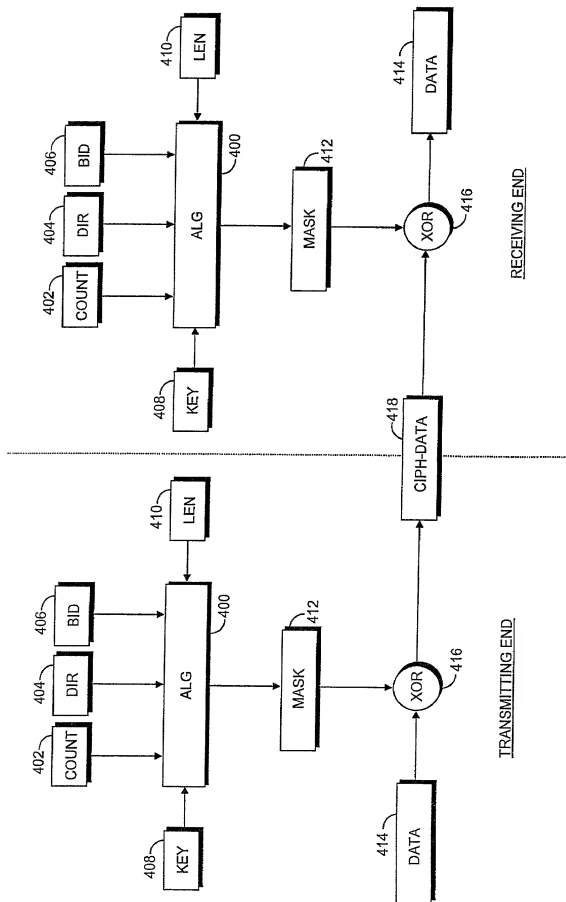 402
COUNT
404
DIR
406
BID
408
KEY
ALG
400
410
LEN
MASK
412
414
DATA
XOR
416
TRANSMITTING END
418
CIPH-DATA
402
COUNT
404
DIR
406
BID
408
KEY
ALG
400
410
LEN
MASK
412
XOR
416
414
DATA
RECEIVING END